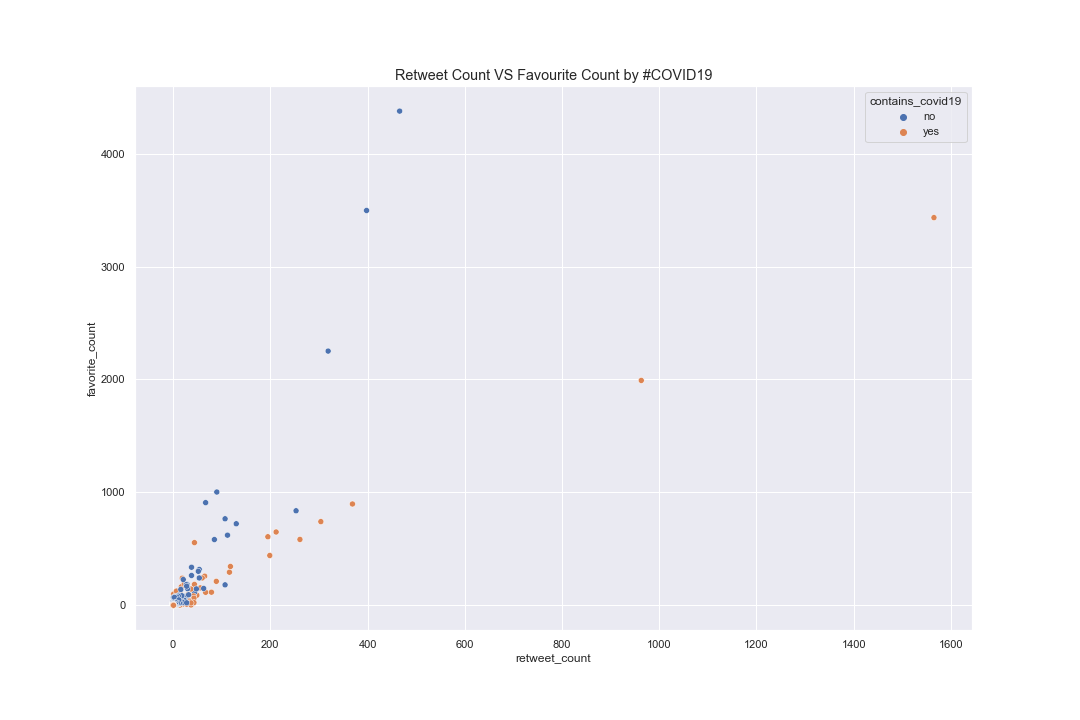 Retweet Count VS Favourite Count by #COVID19
contains_covid19
no
yes
favorite_count
4000
3000
2000
1000
0
0
200
400
600
800
1000
1200
1400
1600
retweet_count